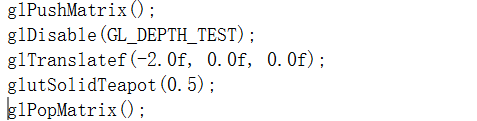 glPushMatrix();
glDisable(GL_DEPTH_TEST);
glTranslatef(-2.0f, 0.0f, 0.0f);
glutSolidTeapot(0.5);
glPopMatrix();